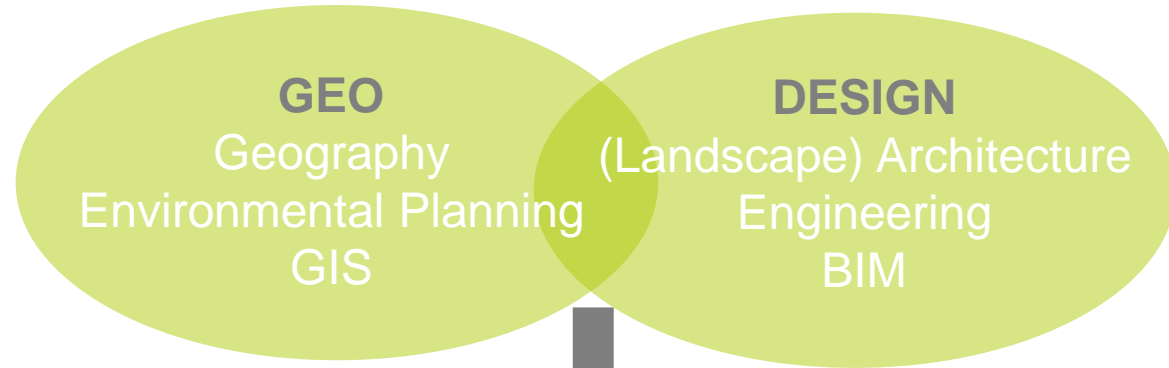 GEO
Geography
Environmental Planning
GIS
DESIGN
(Landscape) Architecture
Engineering
BIM